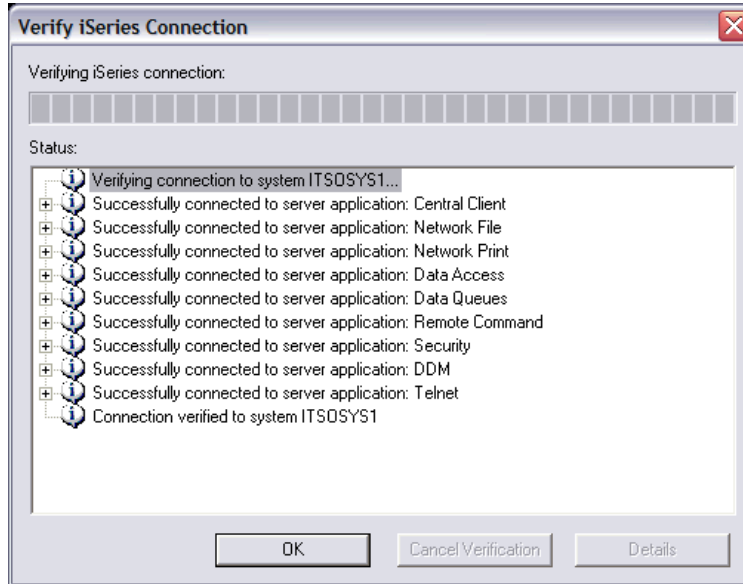 Verify iSeries Connection
Verifying iSeries connection:
Status:
Verifying connection to system ITSOSYS1...
Successfully connected to server application: Central Client
Successfully connected to server application: Network File
Successfully connected to server application: Network Print
Successfully connected to server application: Data Access
Successfully connected to server application: Data Queues
Successfully connected to server application: Remote Command
Successfully connected to server application: Security
Successfully connected to server application: DDM
Successfully connected to server application: Telnet
Connection verified to system ITSOSYS1
OK Cancel Verification Details